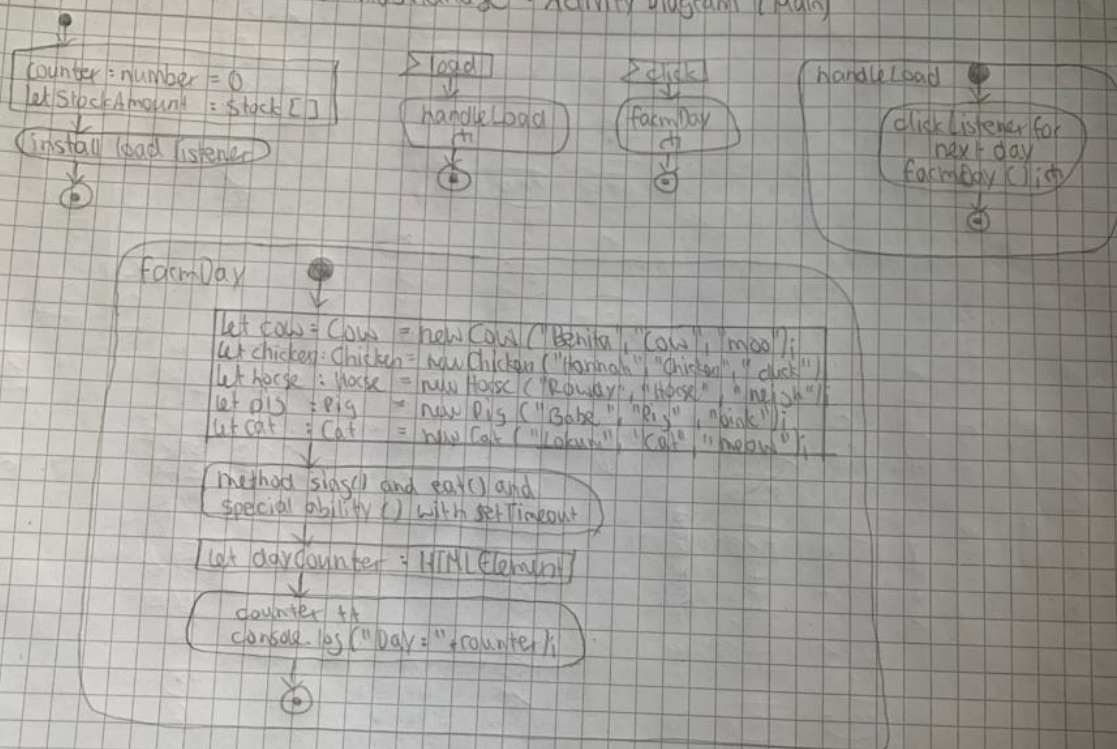 Activity Diagram (Main)
counter : number = 0
let StockAmount : Stock []
install load listener
load
handleLoad
click
farmDay
handleLoad
click Listener for
next day
farmDay ()
farmDay
let cow : Cow = new Cow ("Benita", "Cow", "moo");
let chicken : Chicken = new Chicken ("Hannah", "Chicken", "cluck")
let horse : Horse = new Horse ("Rowdy", "Horse", "neigh");
let pig : Pig = new Pig ("Babe", "Pig", "oink");
let cat : Cat = new Cat ("Lokum", "Cat", "meow");
method sings() and eat() and
special ability () with setTimeout
let dayCounter : HTMLElement
counter ++
console.log ("Day: "+counter);